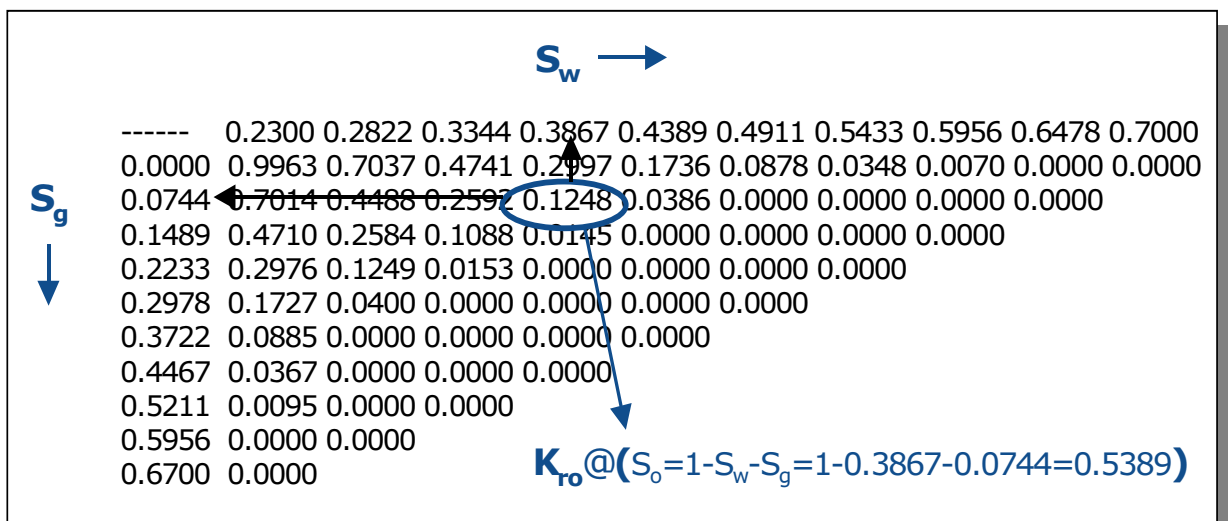 Sw
------ 0.2300 0.2822 0.3344 0.3867 0.4389 0.4911 0.5433 0.5956 0.6478 0.7000
0.0000 0.9963 0.7037 0.4741 0.2997 0.1736 0.0878 0.0348 0.0070 0.0000 0.0000
Sg
0.0744 0.7014 0.4488 0.2592 0.1248 0.0386 0.0000 0.0000 0.0000 0.0000
0.1489 0.4710 0.2584 0.1088 0.0145 0.0000 0.0000 0.0000 0.0000
0.2233 0.2976 0.1249 0.0153 0.0000 0.0000 0.0000 0.0000
0.2978 0.1727 0.0400 0.0000 0.0000 0.0000 0.0000
0.3722 0.0885 0.0000 0.0000 0.0000 0.0000
0.4467 0.0367 0.0000 0.0000 0.0000
0.5211 0.0095 0.0000 0.0000
0.5956 0.0000 0.0000
0.6700 0.0000
Kro@(So=1-Sw-Sg=1-0.3867-0.0744=0.5389)